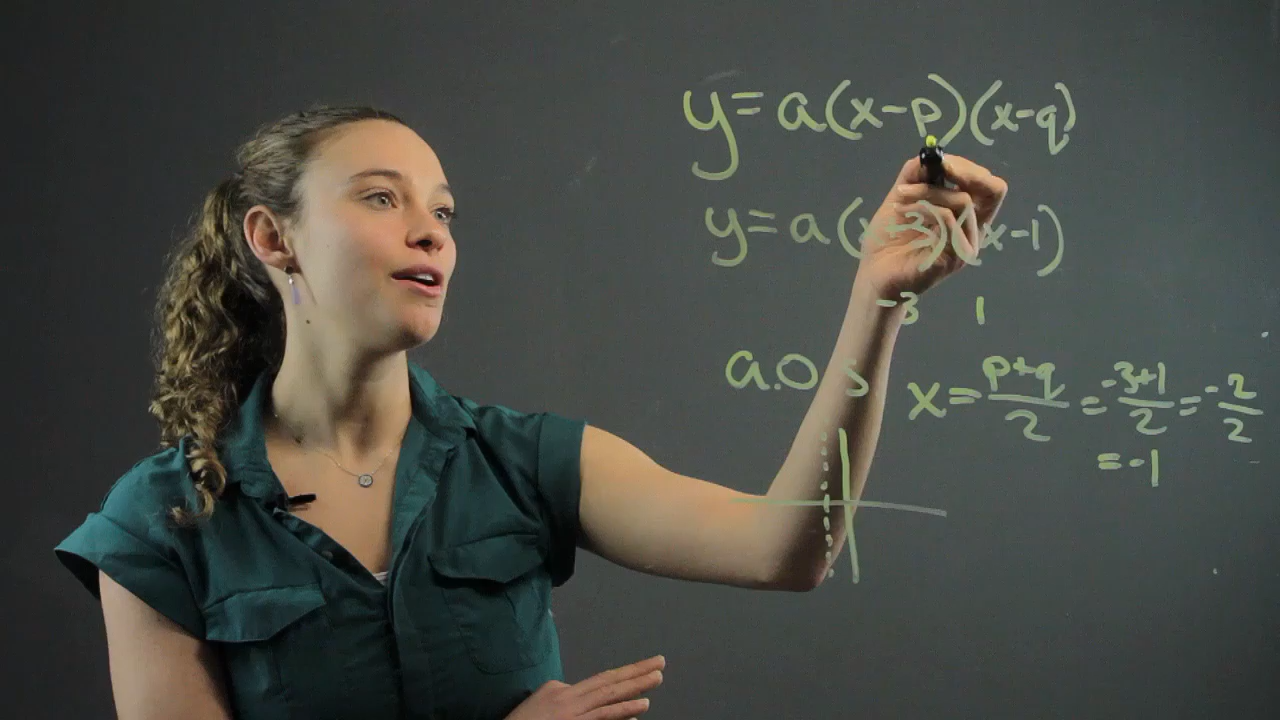 y=a(x-p)(x-q)
y=a(x+3)(x-1)
-3 1
a.O s x=p+q/2=-3+1/2=-2/2
=-1